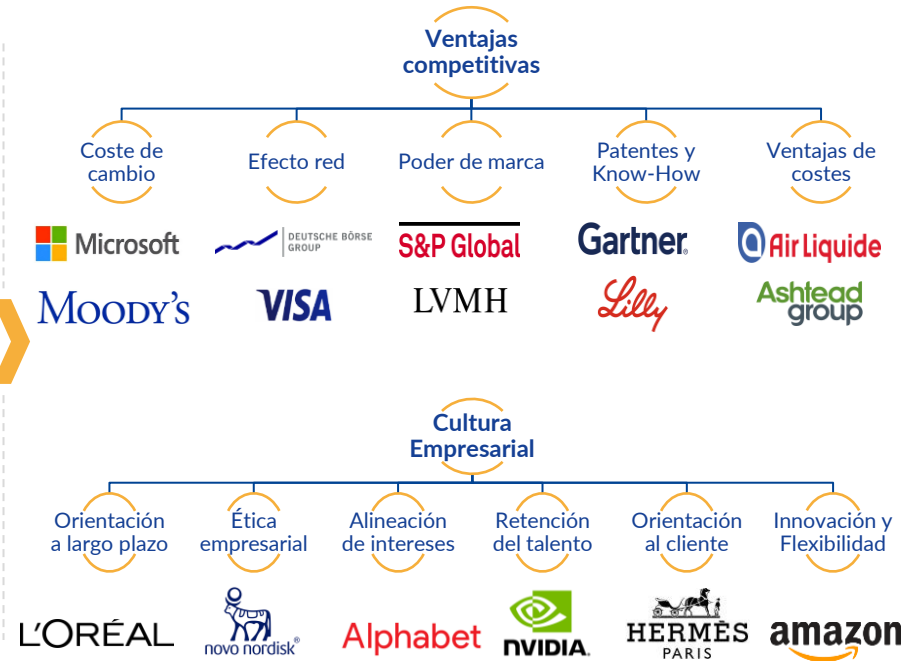 Ventajas
competitivas
Coste de
cambio
Efecto red
Poder de marca
Patentes y
Know-How
Ventajas de
costes
Microsoft
DEUTSCHE BÖRSE
GROUP
S&P Global
Gartner®
Air Liquide
MOODY'S
VISA
LVMH
Lilly
Ashtead
group
Cultura
Empresarial
Orientación
a largo plazo
Ética
empresarial
Alineación
de intereses
Retención
del talento
Orientación
al cliente
Innovación y
Flexibilidad
L'ORÉAL
novo nordisk®
Alphabet
NVIDIA.
HERMÈS
PARIS
amazon